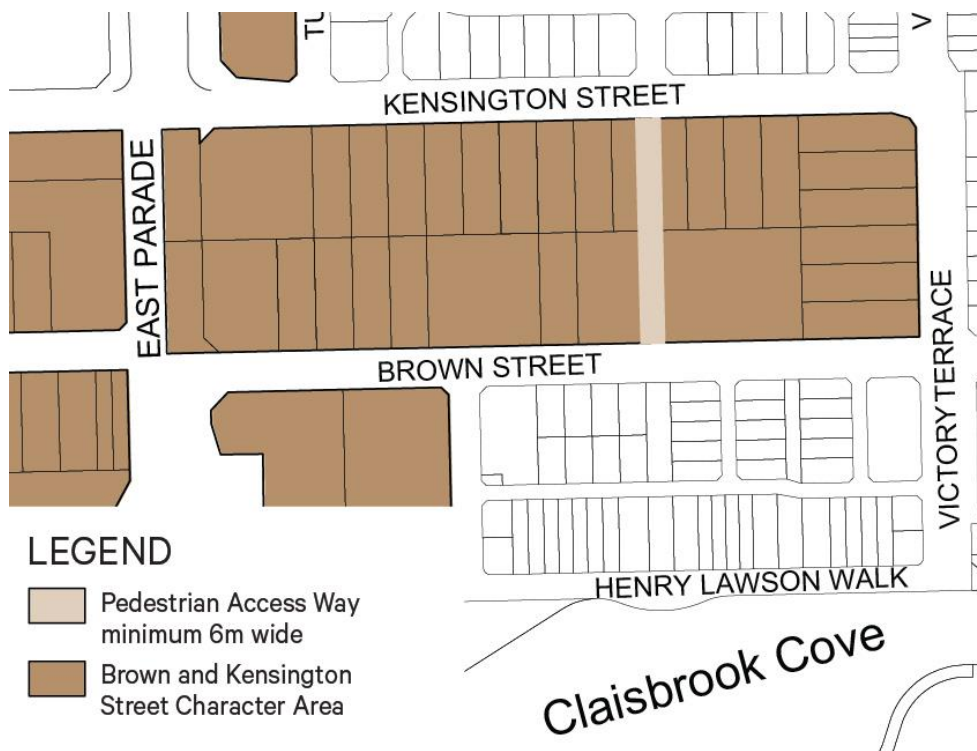 TU
V
KENSINGTON STREET
EAST PARADE
BROWN STREET
VICTORY TERRACE
HENRY LAWSON WALK
Claisbrook Cove
LEGEND
Pedestrian Access Way
minimum 6m wide
Brown and Kensington
Street Character Area